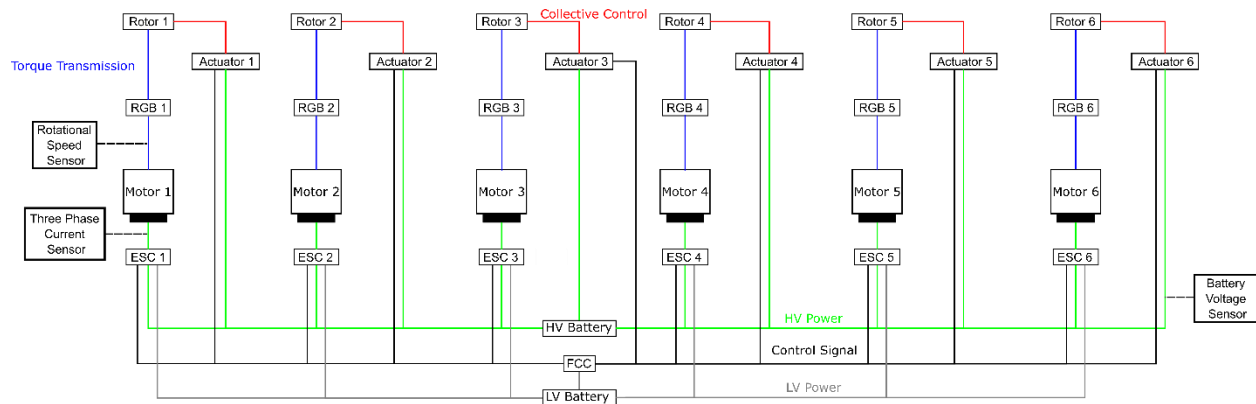 Rotor 1
Rotor 2
Rotor 3
Collective Control
Rotor 4
Rotor 5
Rotor 6
Torque Transmission
Actuator 1
Actuator 2
Actuator 3
Actuator 4
Actuator 5
Actuator 6
RGB 1
RGB 2
RGB 3
RGB 4
RGB 5
RGB 6
Rotational
Speed
Sensor
Motor 1
Motor 2
Motor 3
Motor 4
Motor 5
Motor 6
Three Phase
Current
Sensor
ESC 1
ESC 2
ESC 3
ESC 4
ESC 5
ESC 6
Battery
Voltage
Sensor
HV Battery
HV Power
Control Signal
FCC
LV Battery
LV Power